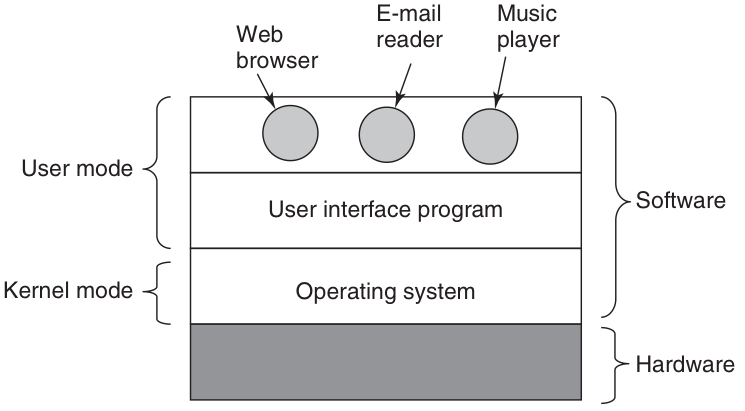 Web
browser
E-mail
reader
Music
player
User mode
User interface program
Software
Kernel mode
Operating system
Hardware